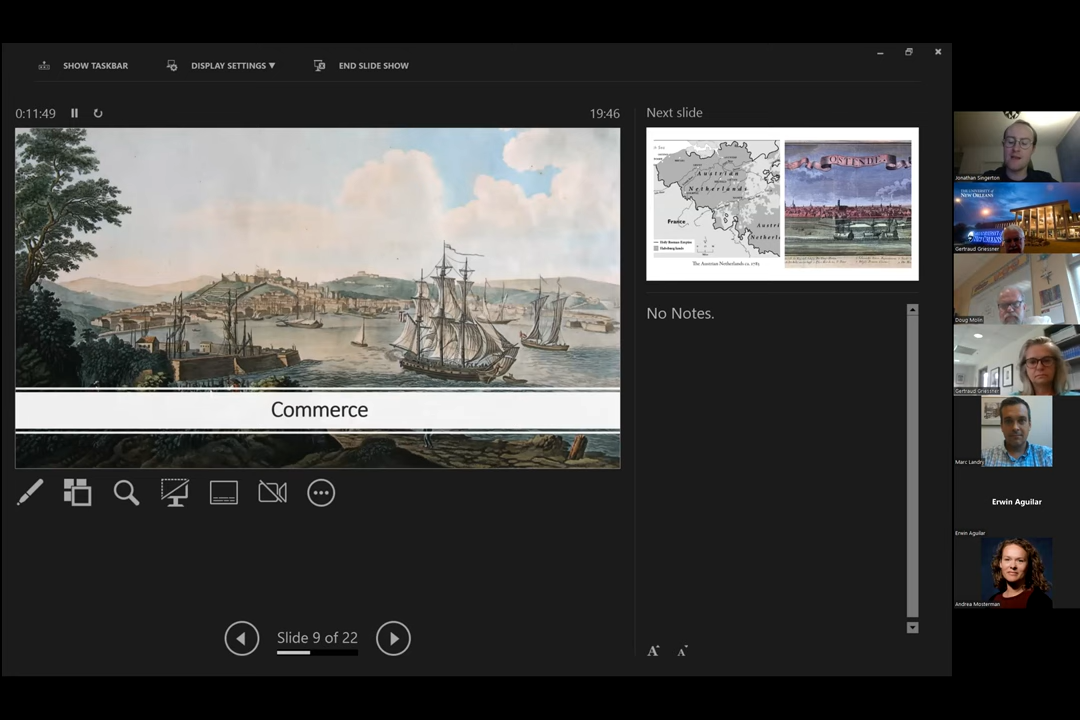 SHOW TASKBAR
DISPLAY SETTINGS ▼
END SLIDE SHOW
0:11:49
19:46
Commerce
Slide 9 of 22
Next slide
Austrian
Netherlands
France
The Austrian Netherlands ca. 1785
OSTENDE
No Notes.
A
A
Jonathan Singerton
THE UNIVERSITY of
NEW ORLEANS
Gertraud Griessner
Doug Molin
Gertraud Griessner
Marc Landry
Erwin Aguilar
Erwin Aguilar
Andrea Mosterman